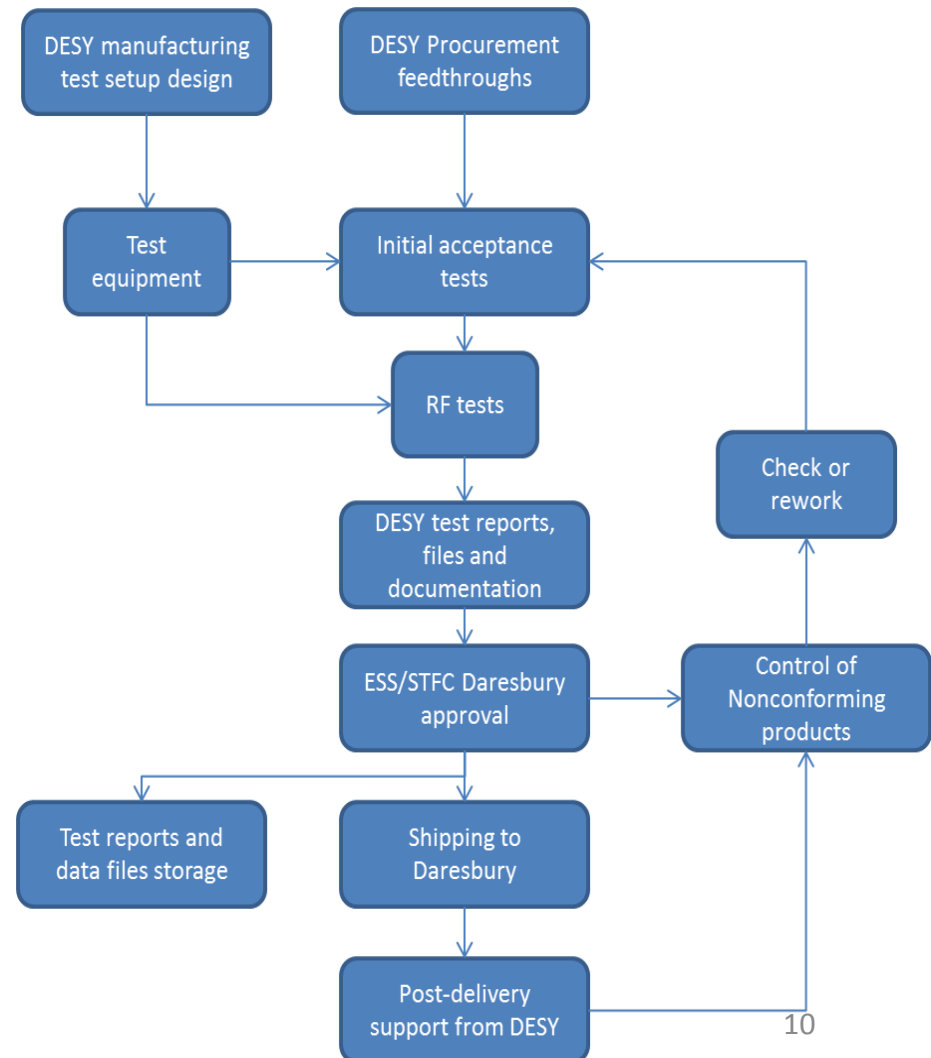 DESY manufacturing
test setup design
DESY Procurement
feedthroughs
Test
equipment
Initial acceptance
tests
RF tests
Check or
rework
DESY test reports,
files and
documentation
ESS/STFC Daresbury
approval
Control of
Nonconforming
products
Test reports and
data files storage
Shipping to
Daresbury
Post-delivery
support from DESY
10